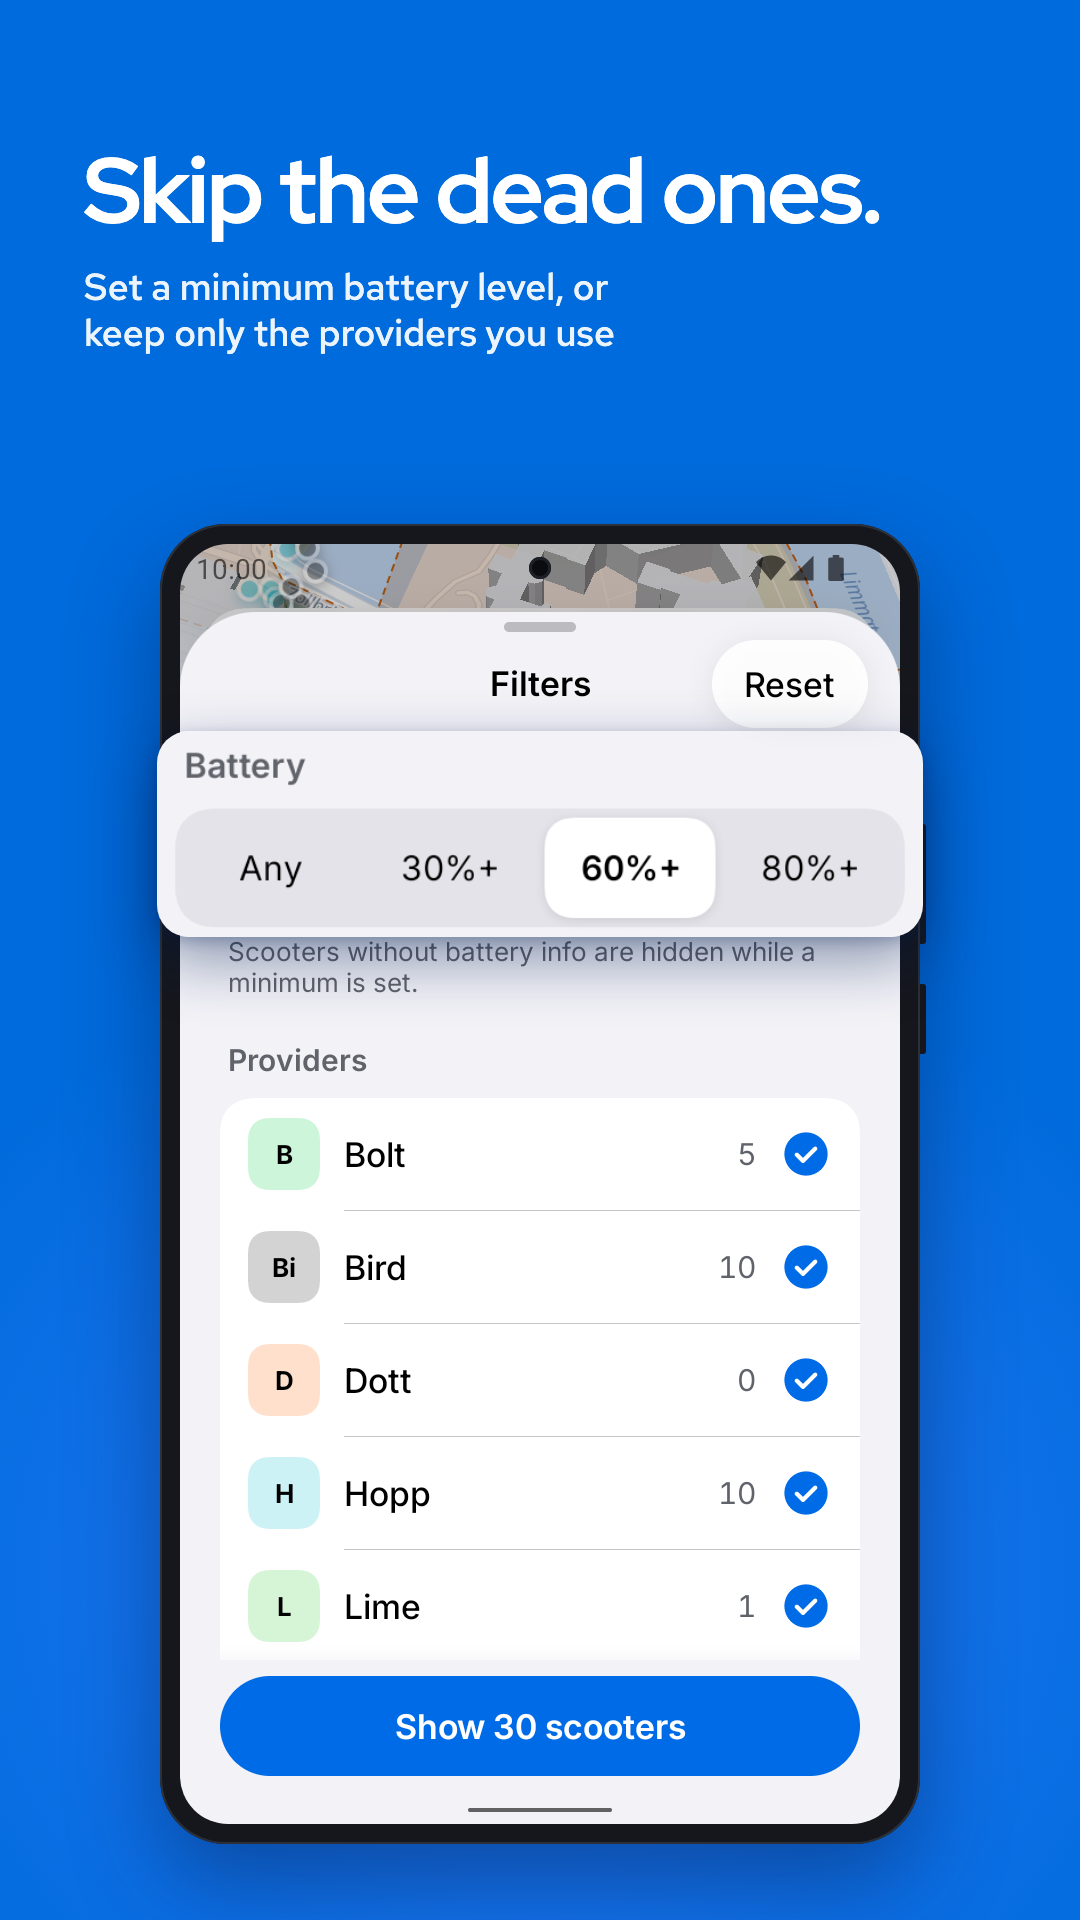 Skip the dead ones.
Set a minimum battery level, or
keep only the providers you use
10:00
Limmat
Filters
Reset
Battery
Any
30%+
60%+
80%+
Scooters without battery info are hidden while a
minimum is set.
Providers
B
Bolt
5
Bi
Bird
10
D
Dott
0
H
Hopp
10
L
Lime
1
Show 30 scooters